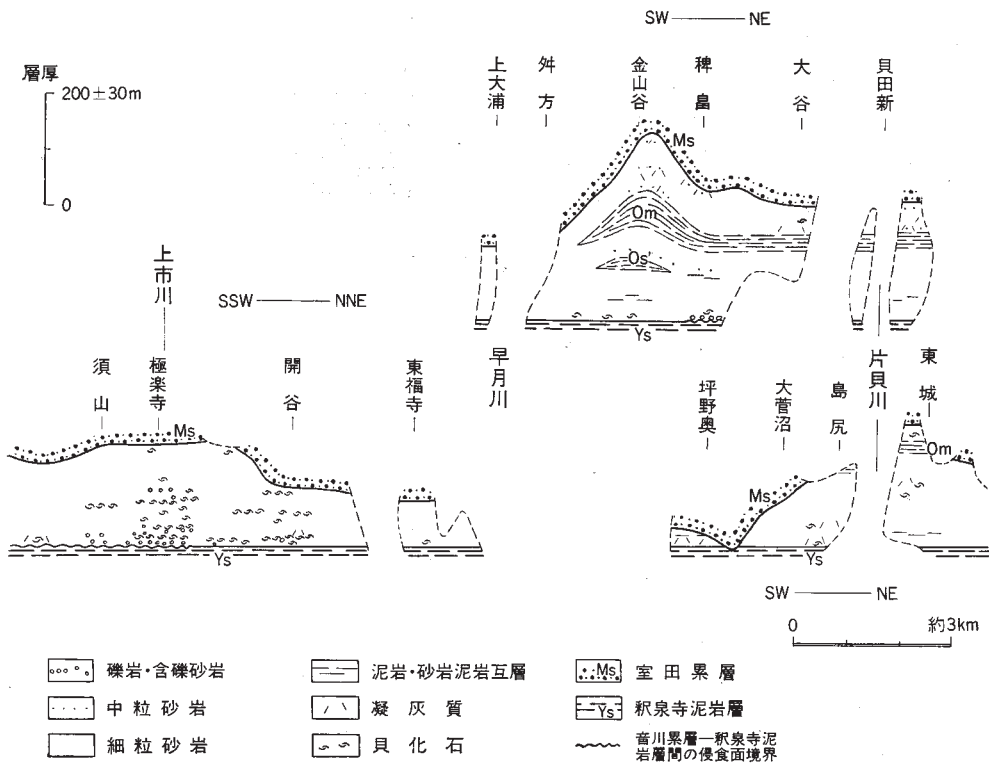 SW NE
層厚
200±30m
0
上大浦
舛方
金山谷
稗畠
大谷
貝田新
Ms
Om
Os
Ys
上市川
SSW NNE
須山
極楽寺
開谷
東福寺
早月川
坪野奥
大菅沼
島尻
片貝川
東城
Ms
Ys
Ms
Ys
Om
SW NE
0 約3km
礫岩・含礫砂岩
中粒砂岩
細粒砂岩
泥岩・砂岩泥岩互層
凝灰質
貝化石
Ms 室田累層
Ys 釈泉寺泥岩層
音川累層―釈泉寺泥
岩層間の侵食面境界